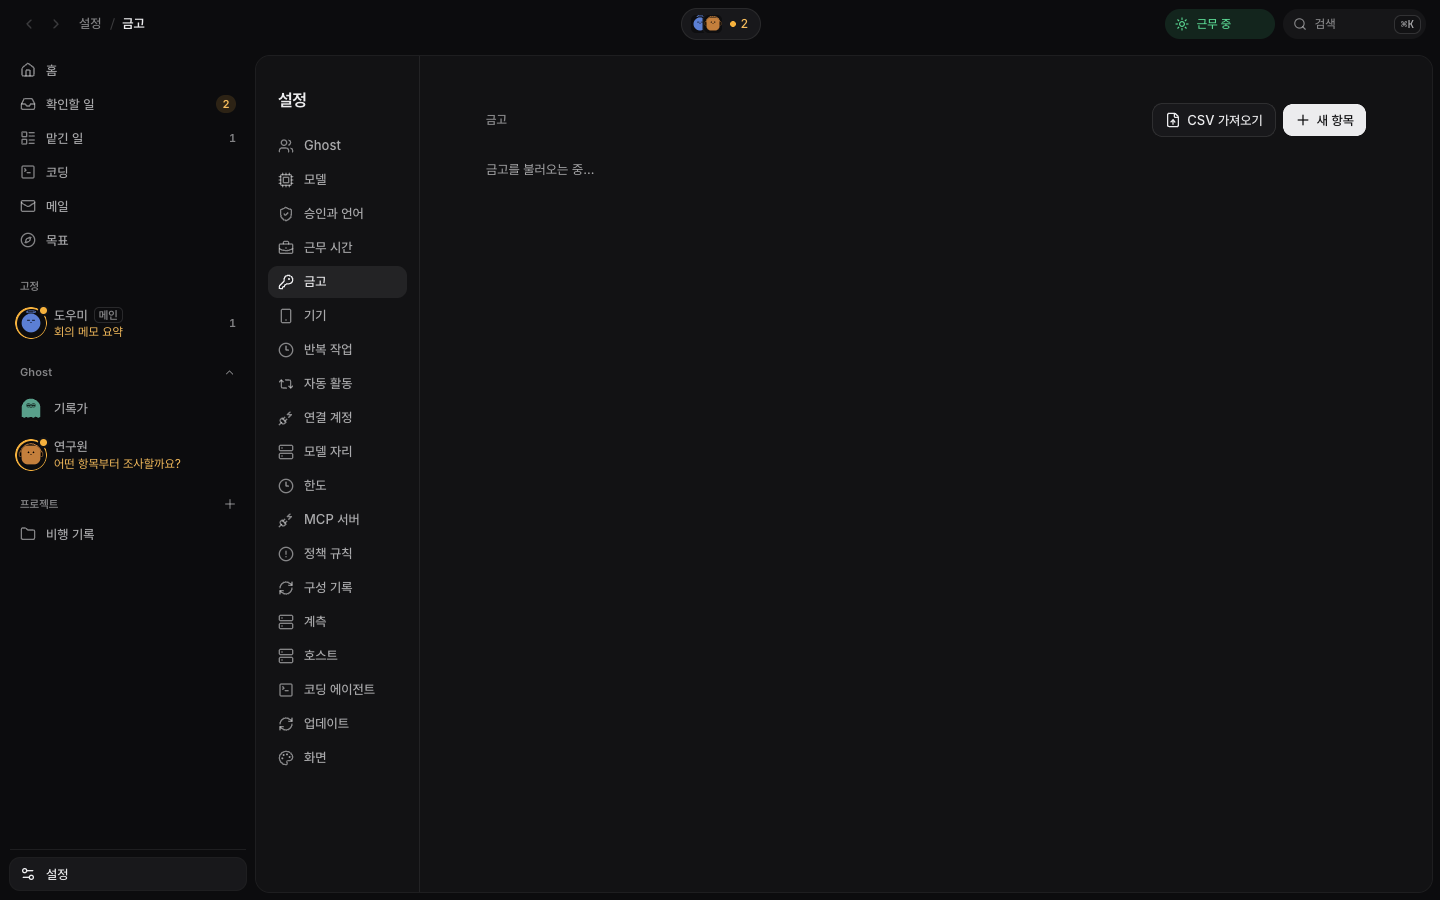 설정 / 금고
2
근무 중
검색
⌘K
홈
확인할 일
2
맡긴 일
1
코딩
메일
목표
고정
도우미 메인
회의 메모 요약
1
Ghost
기록가
연구원
어떤 항목부터 조사할까요?
프로젝트
비행 기록
설정
설정
Ghost
모델
승인과 언어
근무 시간
금고
기기
반복 작업
자동 활동
연결 계정
모델 자리
한도
MCP 서버
정책 규칙
구성 기록
계측
호스트
코딩 에이전트
업데이트
화면
금고
CSV 가져오기
새 항목
금고를 불러오는 중...